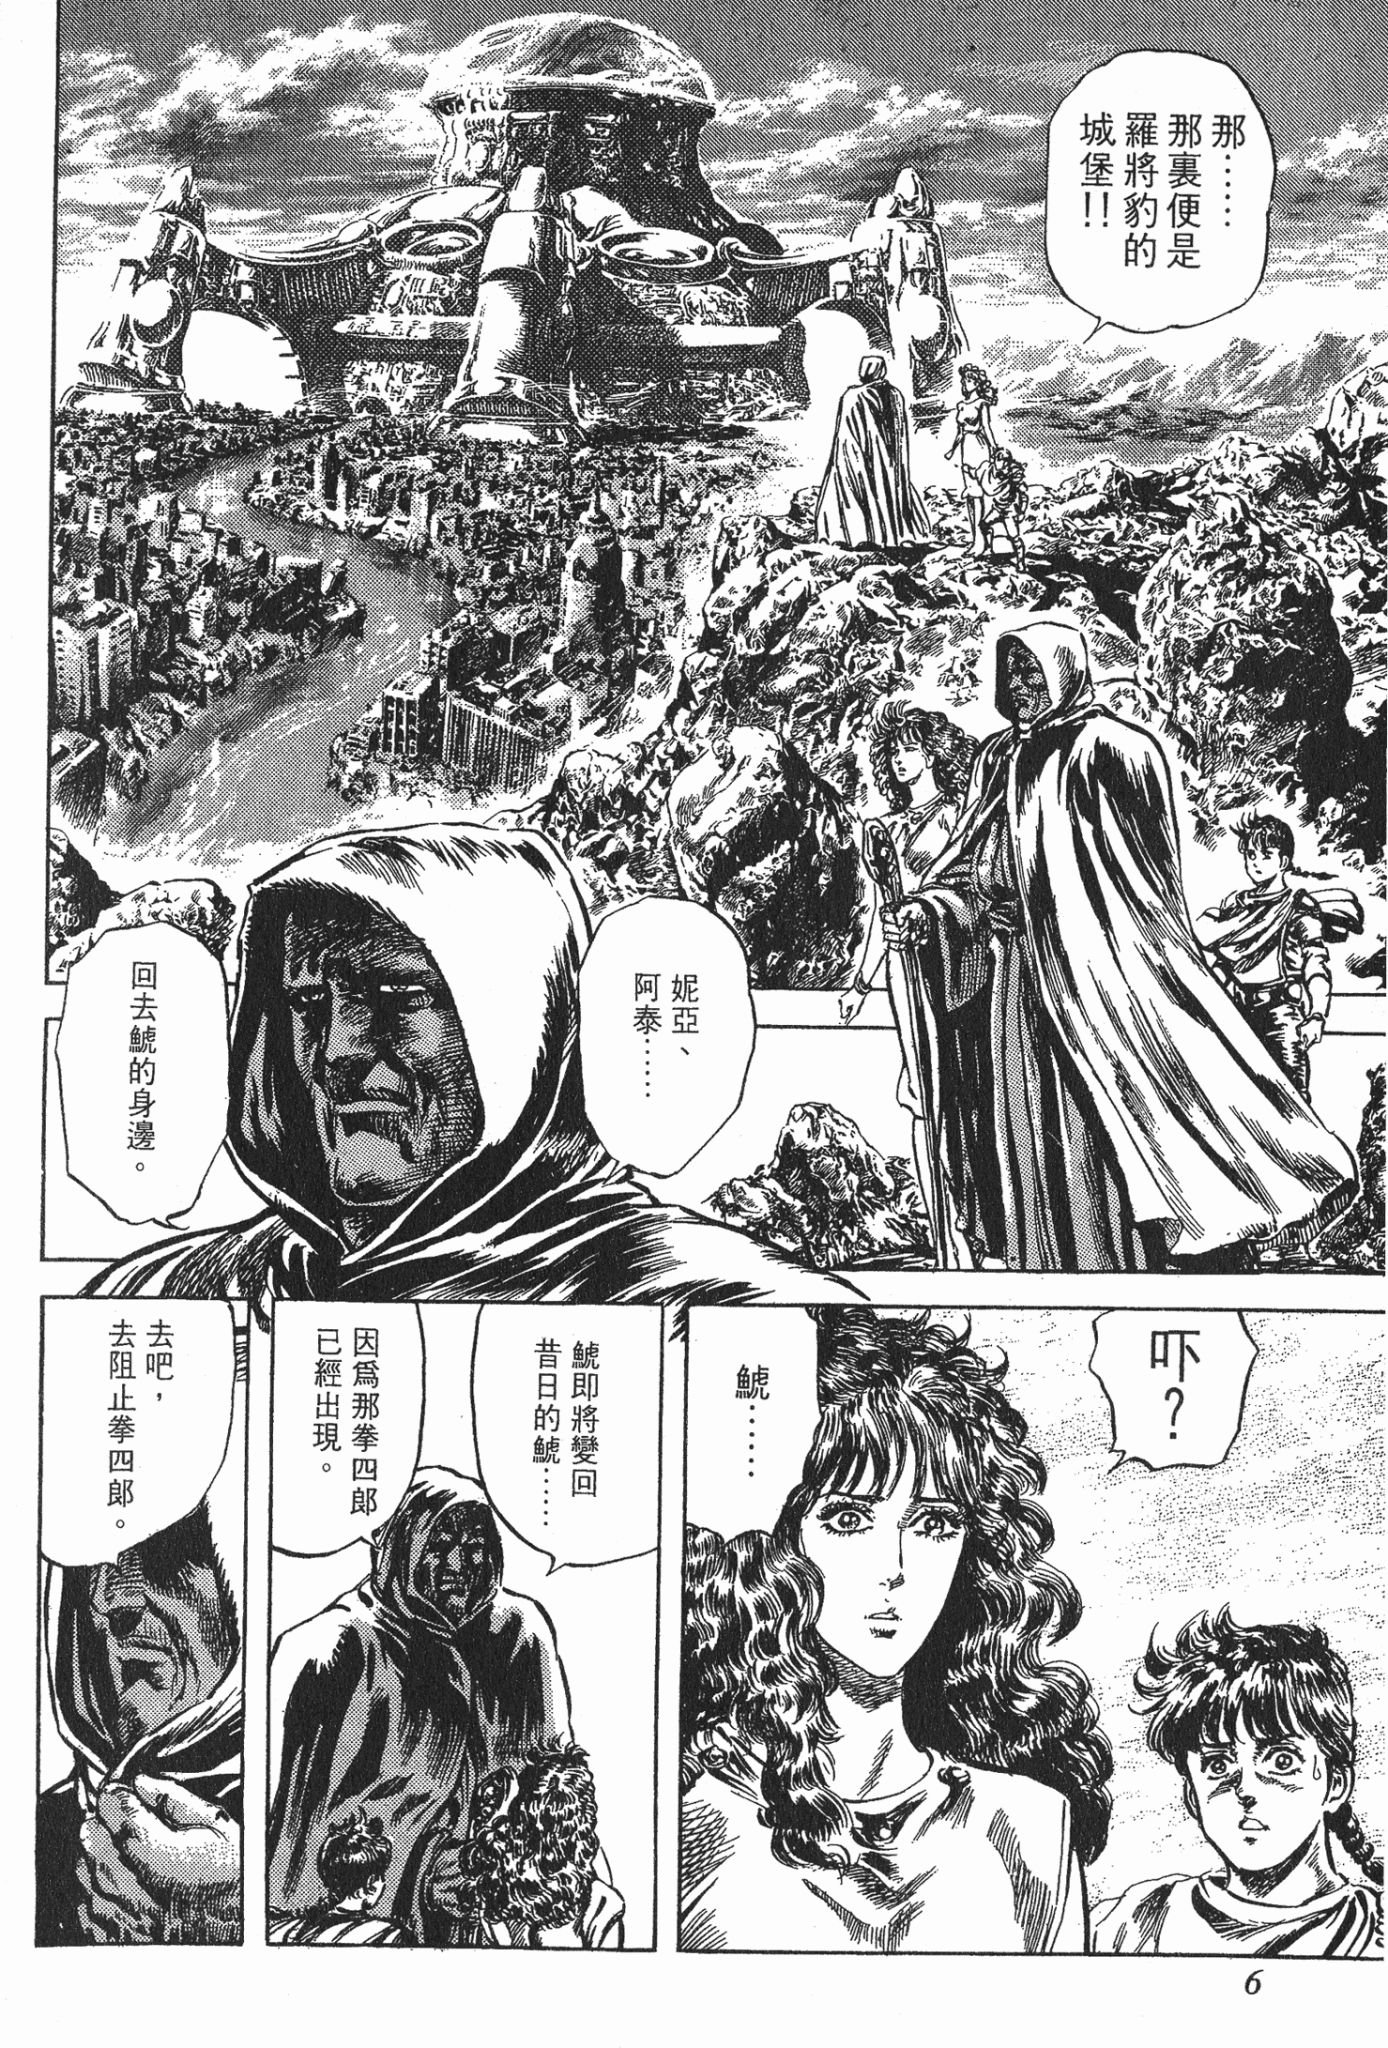 那……
那裏便是
羅將豹的
城堡!!
妮亞、
阿泰……
回去鯱的身邊。
吓？
鯱……
鯱即將變回
昔日的鯱……
因爲那拳四郎
已經出現。
去吧，
去阻止拳四郎。
6